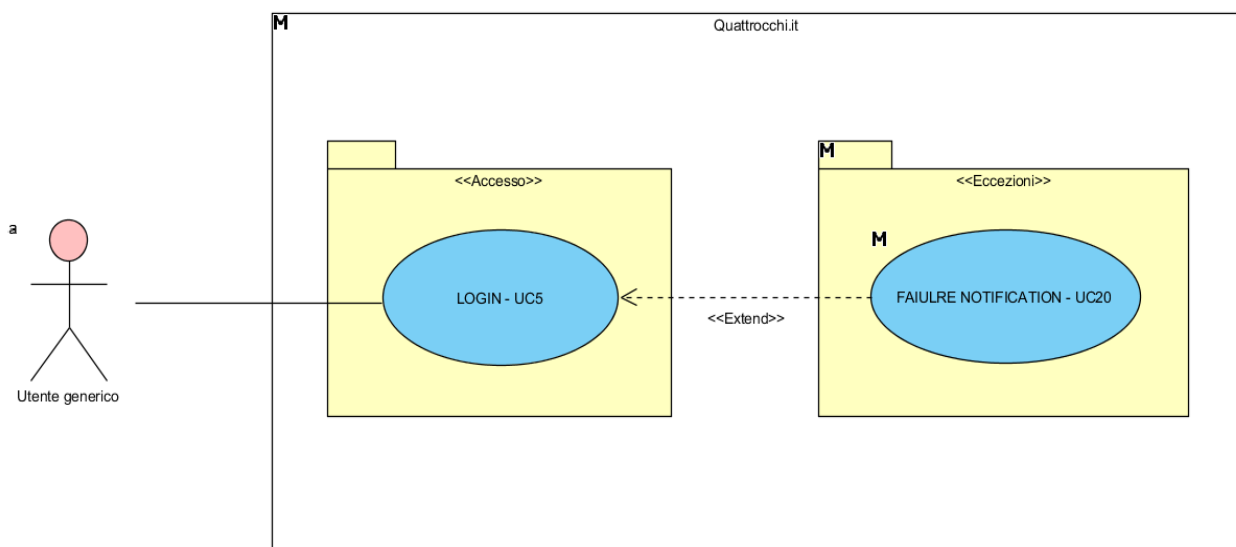 M
Quattrocchi.it
<<Accesso>>
M
<<Eccezioni>>
a
M
LOGIN - UC5
FAIULRE NOTIFICATION - UC20
<<Extend>>
Utente generico